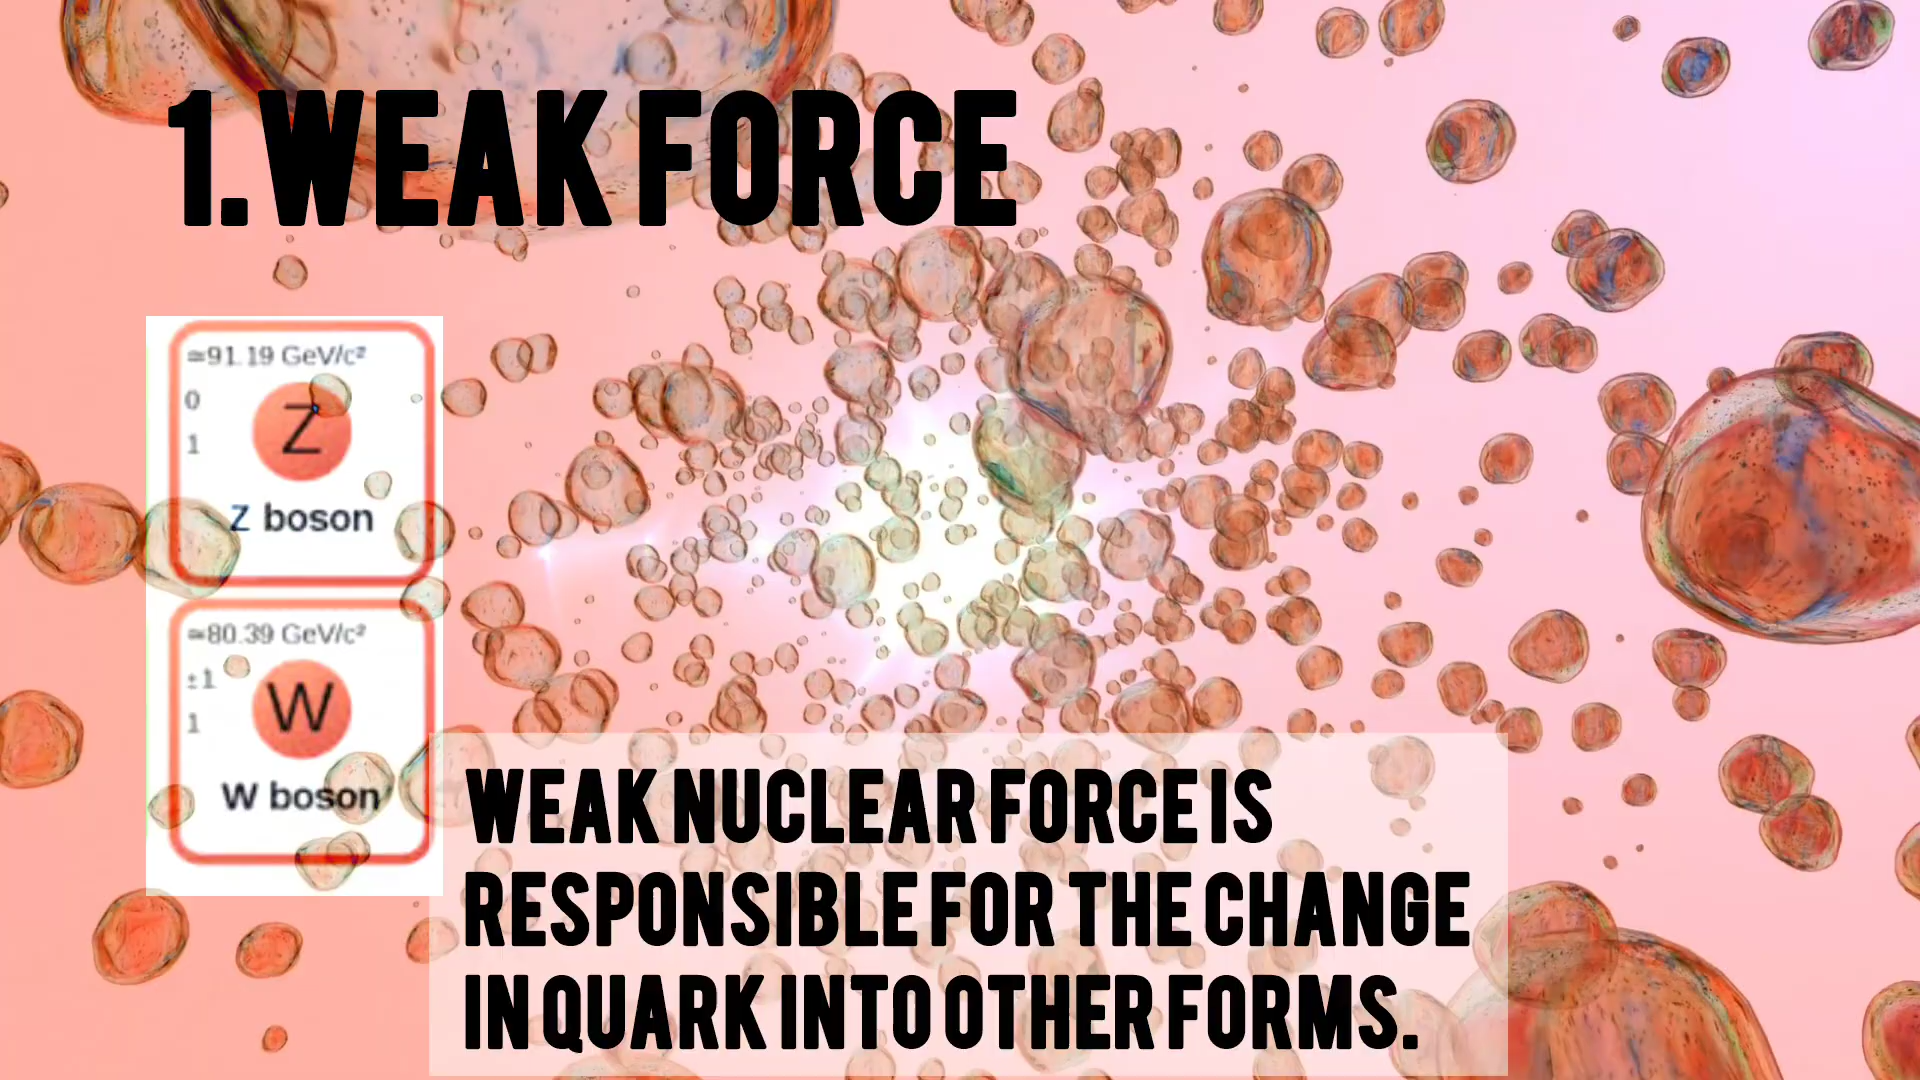 1.WEAK FORCE
≃91.19 GeV/c²
0
1
Z
Z boson
≃80.39 GeV/c²
±1
1
W
W boson
WEAK NUCLEAR FORCE IS
RESPONSIBLE FOR THE CHANGE
IN QUARK INTO OTHER FORMS.